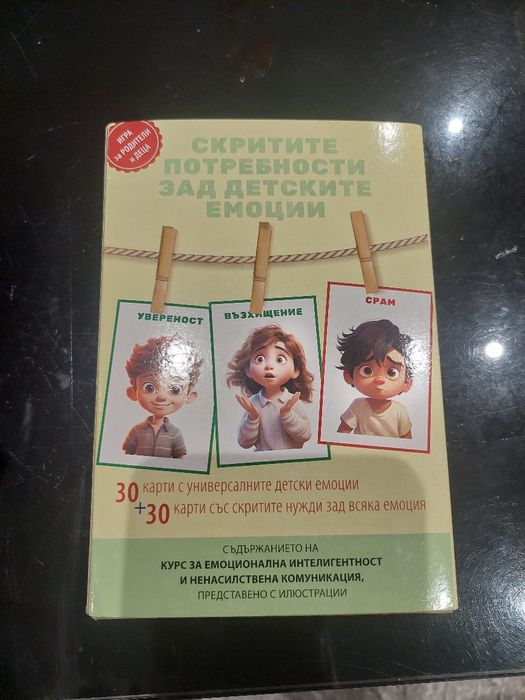 ИГРА
за РОДИТЕЛИ
и ДЕЦА
СКРИТИТЕ
ПОТРЕБНОСТИ
ЗАД ДЕТСКИТЕ
ЕМОЦИИ
УВЕРЕНОСТ
ВЪЗХИЩЕНИЕ
СРАМ
30 карти с универсалните детски емоции
+30 карти със скритите нужди зад всяка емоция
СЪДЪРЖАНИЕТО НА
КУРС ЗА ЕМОЦИОНАЛНА ИНТЕЛИГЕНТНОСТ
И НЕНАСИЛСТВЕНА КОМУНИКАЦИЯ,
ПРЕДСТАВЕНО С ИЛЮСТРАЦИИ